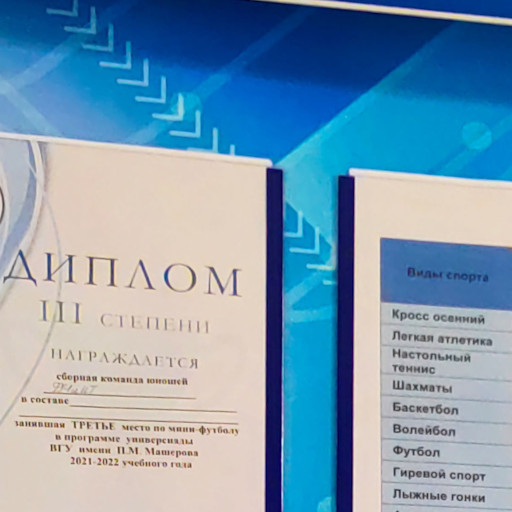 ДИПЛОМ
III СТЕПЕНИ
НАГРАЖДАЕТСЯ
сборная команда юношей
в составе
занявшая ТРЕТЬЕ место по мини-футболу
в программе универсиады
ВГУ имени П.М. Машерова
2021-2022 учебного года
Виды спорта
Кросс осенний
Легкая атлетика
Настольный
теннис
Шахматы
Баскетбол
Волейбол
Футбол
Гиревой спорт
Лыжные гонки